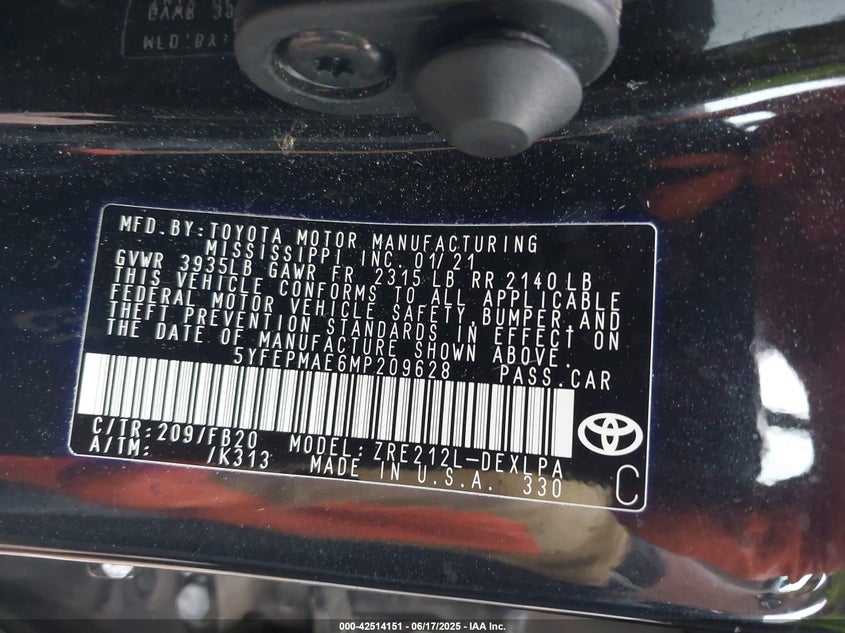 WLD BAR
MFD.BY:TOYOTA MOTOR MANUFACTURING
MISSISSIPPI INC. 01/21
GVWR 3935LB GAWR FR 2315 LB RR 2140 LB
THIS VEHICLE CONFORMS TO ALL APPLICABLE
FEDERAL MOTOR VEHICLE SAFETY,BUMPER,AND
THEFT PREVENTION STANDARDS IN EFFECT ON
THE DATE OF MANUFACTURE SHOWN ABOVE.
5YFEPMAE6MP209628 PASS.CAR
C/TR:209/FB20 MODEL:ZRE212L-DEXLPA
A/TM: /K313 MADE IN U.S.A. 330
C
000-42514151 - 06/17/2025 - IAA Inc.